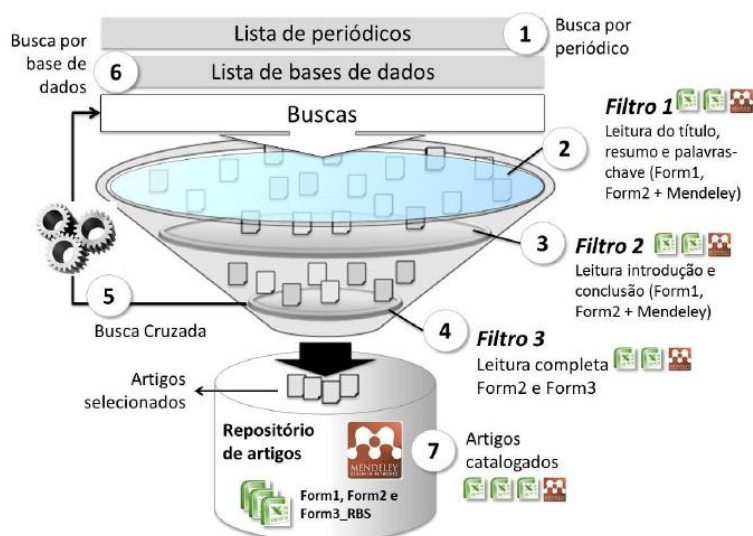 Lista de periódicos
1
Busca por
periódico
Busca por
base de
dados
6
Lista de bases de dados
Buscas
Filtro 1
2
Leitura do título,
resumo e palavras-
chave (Form1,
Form2 + Mendeley)
3
Filtro 2
Leitura introdução e
conclusão (Form1,
Form2 + Mendeley)
5
Busca Cruzada
4
Filtro 3
Leitura completa
Form2 e Form3
Artigos
selecionados
Repositório
de artigos
MENDELEY
7
Artigos
catalogados
Form1, Form2 e
Form3_RBS